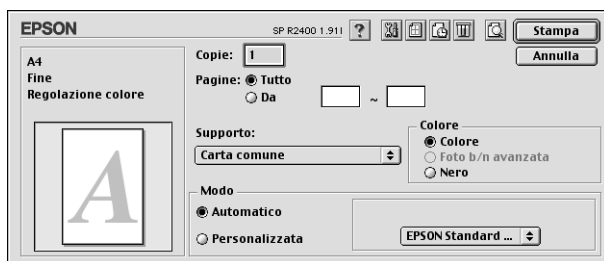 EPSON
SP R2400 1.91I
?
Stampa
Annulla
A4
Fine
Regolazione colore
A
Copie: 1
Pagine: Tutto
Da
~
Supporto:
Carta comune
Colore
Colore
Foto b/n avanzata
Nero
Modo
Automatico
Personalizzata
EPSON Standard ...